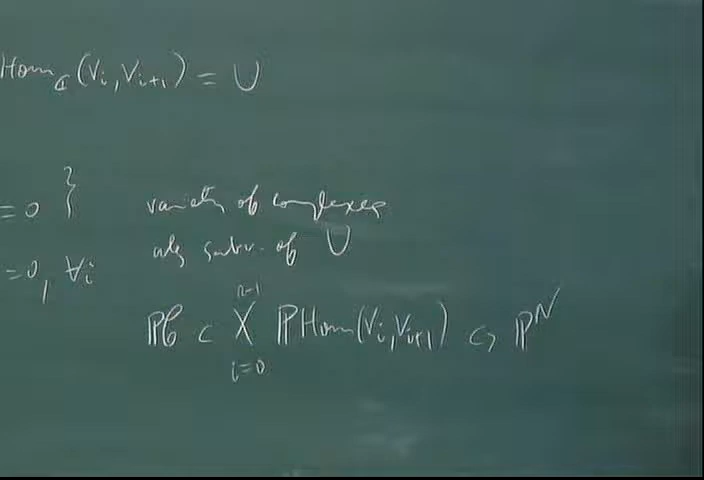 Hom_ℂ(V_i, V_{i+1}) = U
= 0 } variety of complexes
= 0, ∀i alg subv. of U
n-1
ℙC ⊂ X ℙHom(V_i, V_{i+1}) ↪ ℙ^N
i=0